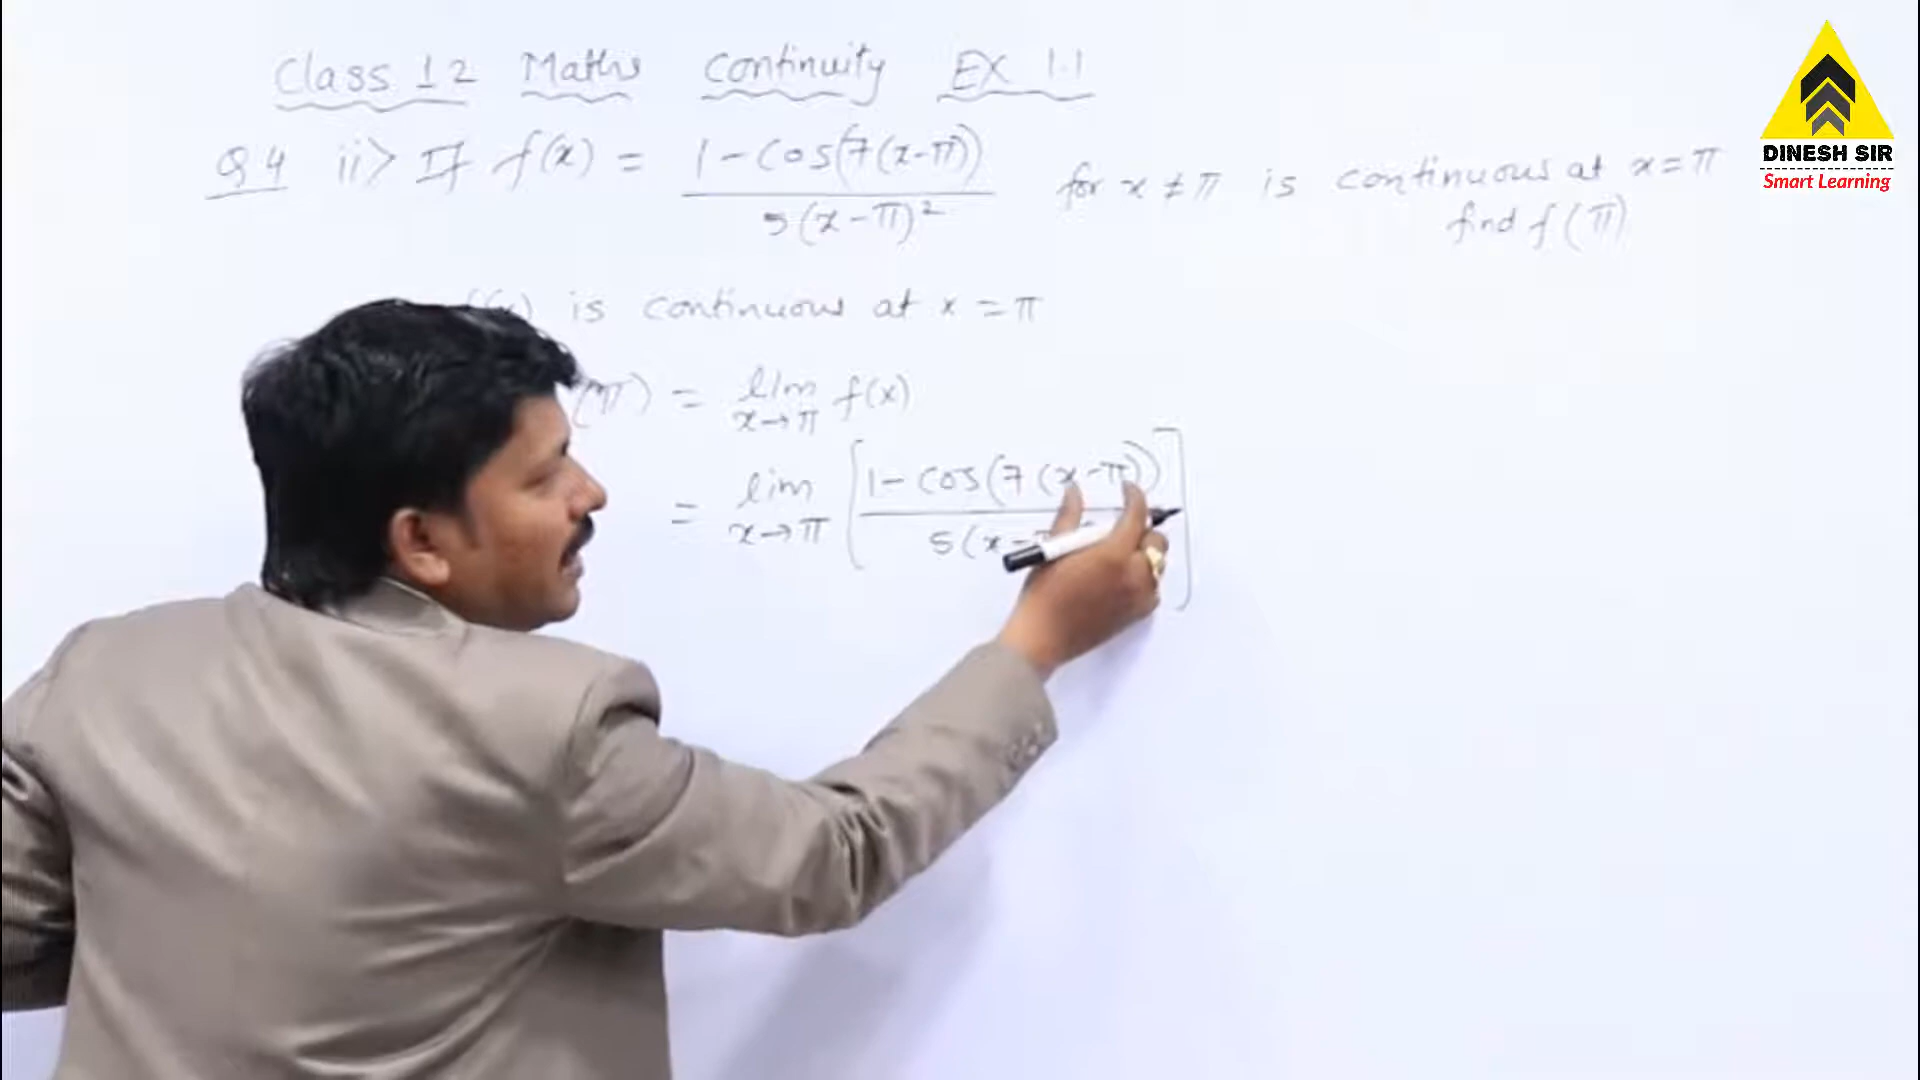 Class 12 Maths Continuity EX 1.1
Q 4 ii> If f(x) = 1 - Cos(7(x-π)) / 5(x-π)² for x ≠ π is continuous at x = π
find f(π)
is continuous at x = π
(π) = lim x→π f(x)
= lim x→π [1 - Cos(7(x-π)) / 5(x-
DINESH SIR
Smart Learning